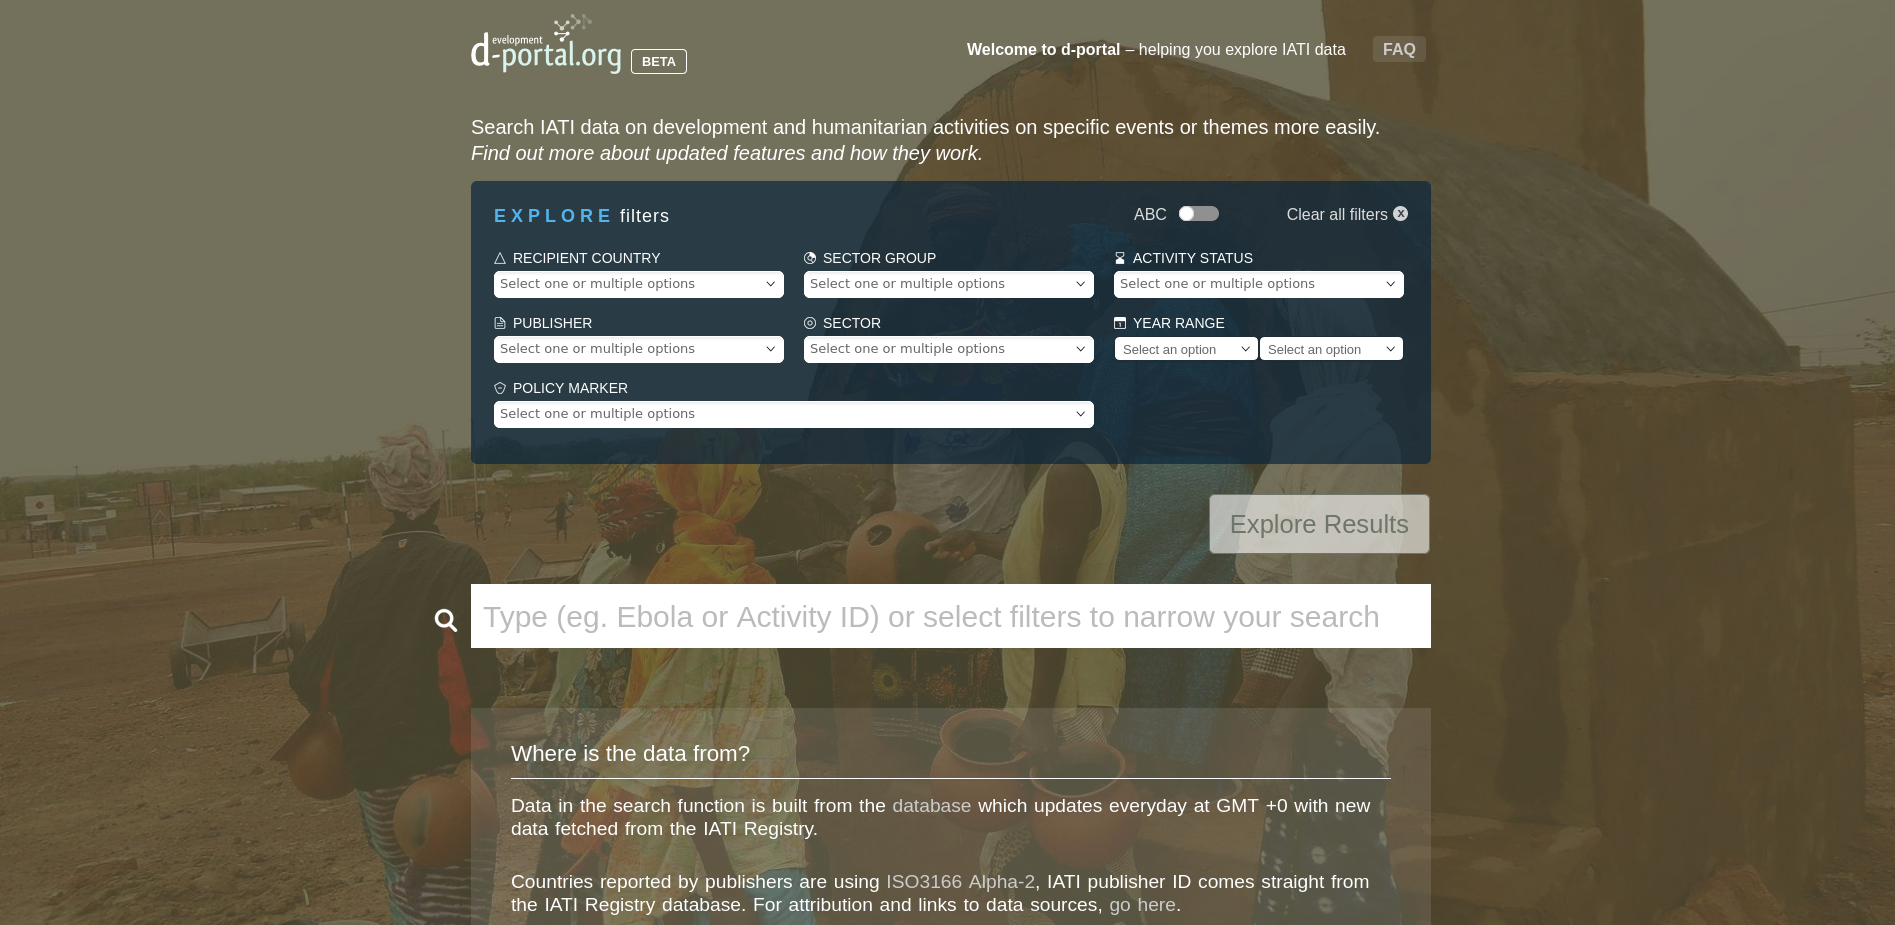 development
d-portal.org
BETA
Welcome to d-portal – helping you explore IATI data
FAQ
Search IATI data on development and humanitarian activities on specific events or themes more easily.
Find out more about updated features and how they work.
EXPLORE filters
ABC
Clear all filters x
RECIPIENT COUNTRY
SECTOR GROUP
ACTIVITY STATUS
Select one or multiple options
Select one or multiple options
Select one or multiple options
PUBLISHER
SECTOR
YEAR RANGE
Select one or multiple options
Select one or multiple options
Select an option
Select an option
POLICY MARKER
Select one or multiple options
Explore Results
Type (eg. Ebola or Activity ID) or select filters to narrow your search
Where is the data from?
Data in the search function is built from the database which updates everyday at GMT +0 with new
data fetched from the IATI Registry.
Countries reported by publishers are using ISO3166 Alpha-2, IATI publisher ID comes straight from
the IATI Registry database. For attribution and links to data sources, go here.